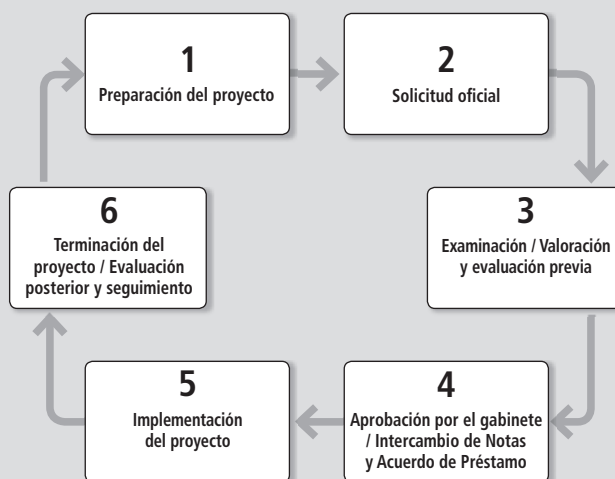 1
Preparación del proyecto
2
Solicitud oficial
3
Examinación / Valoración
y evaluación previa
4
Aprobación por el gabinete
/ Intercambio de Notas
y Acuerdo de Préstamo
5
Implementación
del proyecto
6
Terminación del
proyecto / Evaluación
posterior y seguimiento